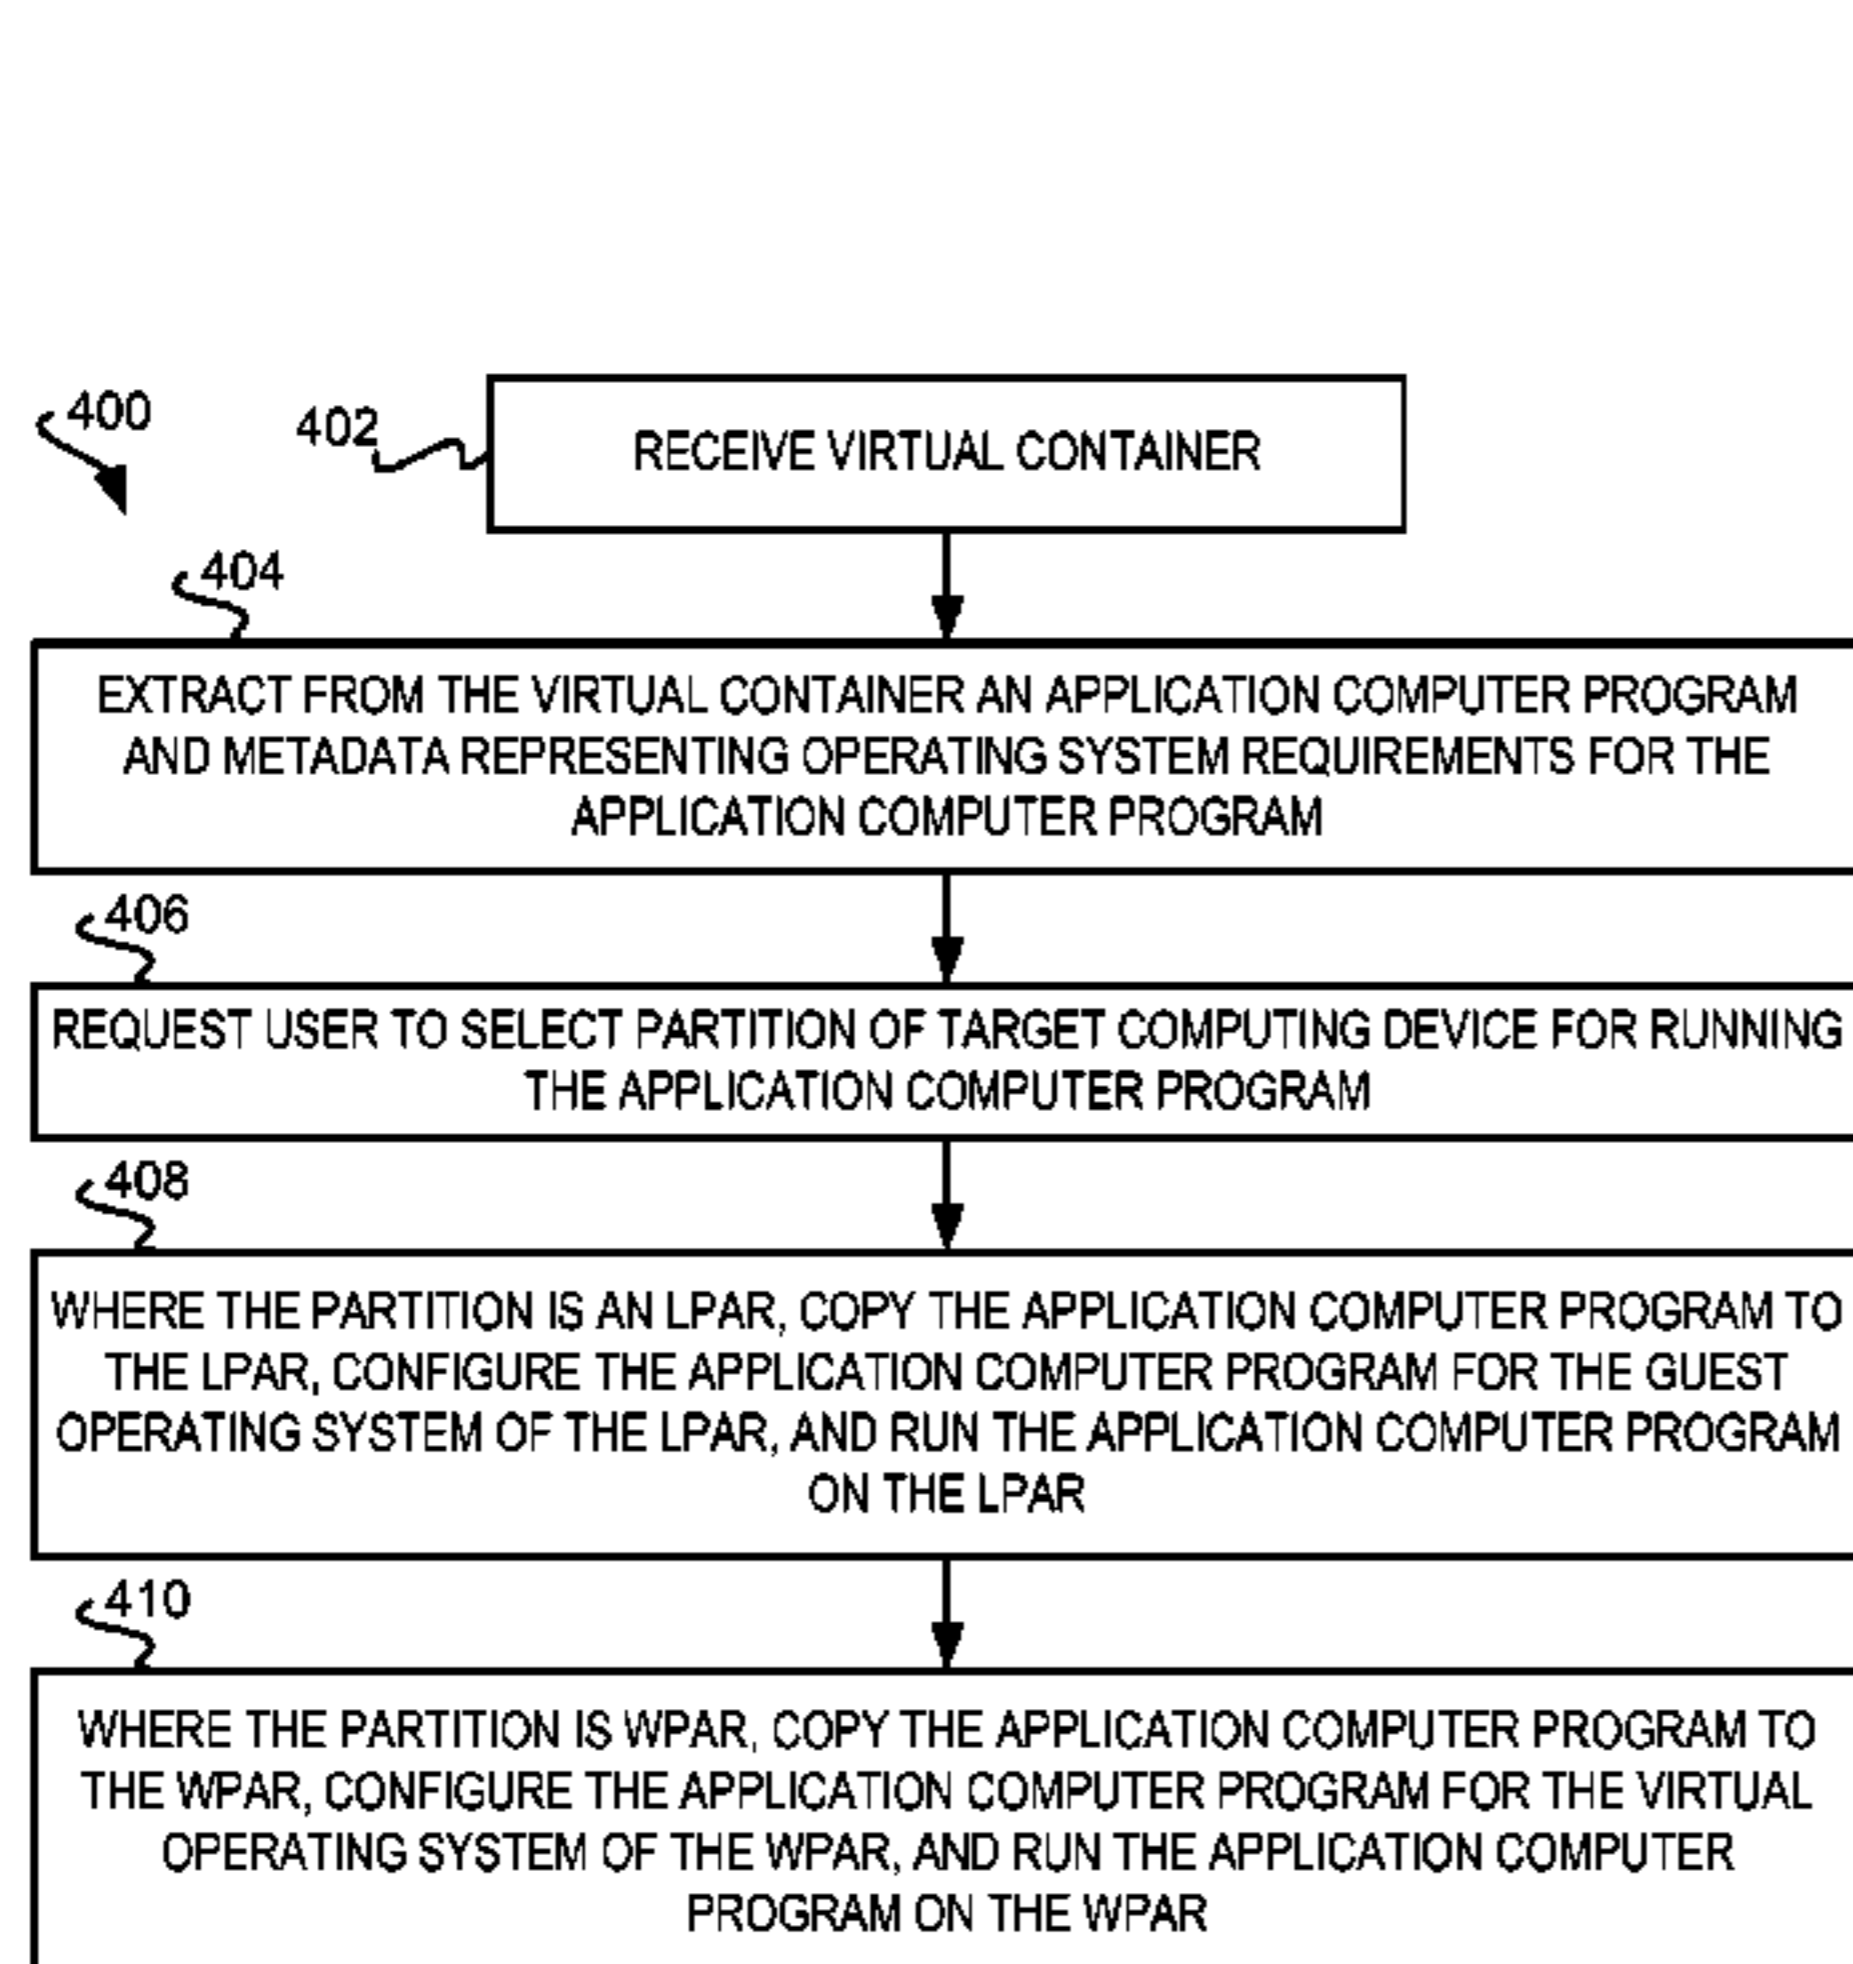 400
402
RECEIVE VIRTUAL CONTAINER
404
EXTRACT FROM THE VIRTUAL CONTAINER AN APPLICATION COMPUTER PROGRAM
AND METADATA REPRESENTING OPERATING SYSTEM REQUIREMENTS FOR THE
APPLICATION COMPUTER PROGRAM
406
REQUEST USER TO SELECT PARTITION OF TARGET COMPUTING DEVICE FOR RUNNING
THE APPLICATION COMPUTER PROGRAM
408
WHERE THE PARTITION IS AN LPAR, COPY THE APPLICATION COMPUTER PROGRAM TO
THE LPAR, CONFIGURE THE APPLICATION COMPUTER PROGRAM FOR THE GUEST
OPERATING SYSTEM OF THE LPAR, AND RUN THE APPLICATION COMPUTER PROGRAM
ON THE LPAR
410
WHERE THE PARTITION IS WPAR, COPY THE APPLICATION COMPUTER PROGRAM TO
THE WPAR, CONFIGURE THE APPLICATION COMPUTER PROGRAM FOR THE VIRTUAL
OPERATING SYSTEM OF THE WPAR, AND RUN THE APPLICATION COMPUTER
PROGRAM ON THE WPAR